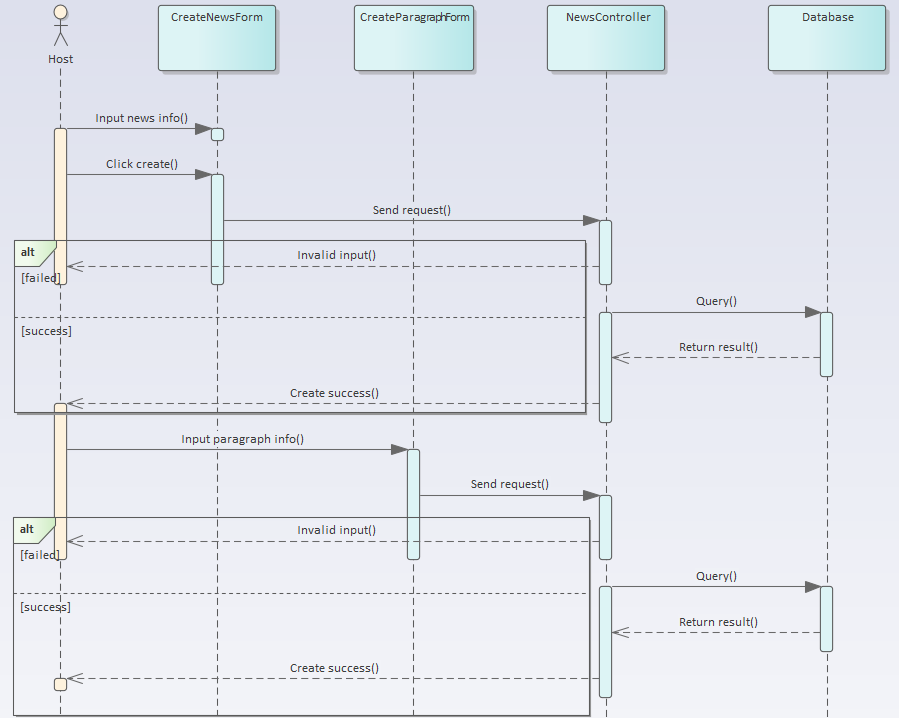 CreateNewsForm
CreateParagraphForm
NewsController
Database
Host
Input news info()
Click create()
Send request()
alt
Invalid input()
[failed]
Query()
[success]
Return result()
Create success()
Input paragraph info()
Send request()
alt
Invalid input()
[failed]
Query()
[success]
Return result()
Create success()